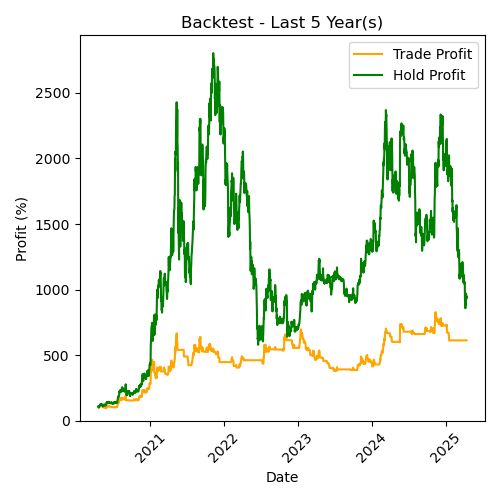 Backtest - Last 5 Year(s)
Trade Profit
Hold Profit
Profit (%)
2500
2000
1500
1000
500
0
2021
2022
2023
2024
2025
Date